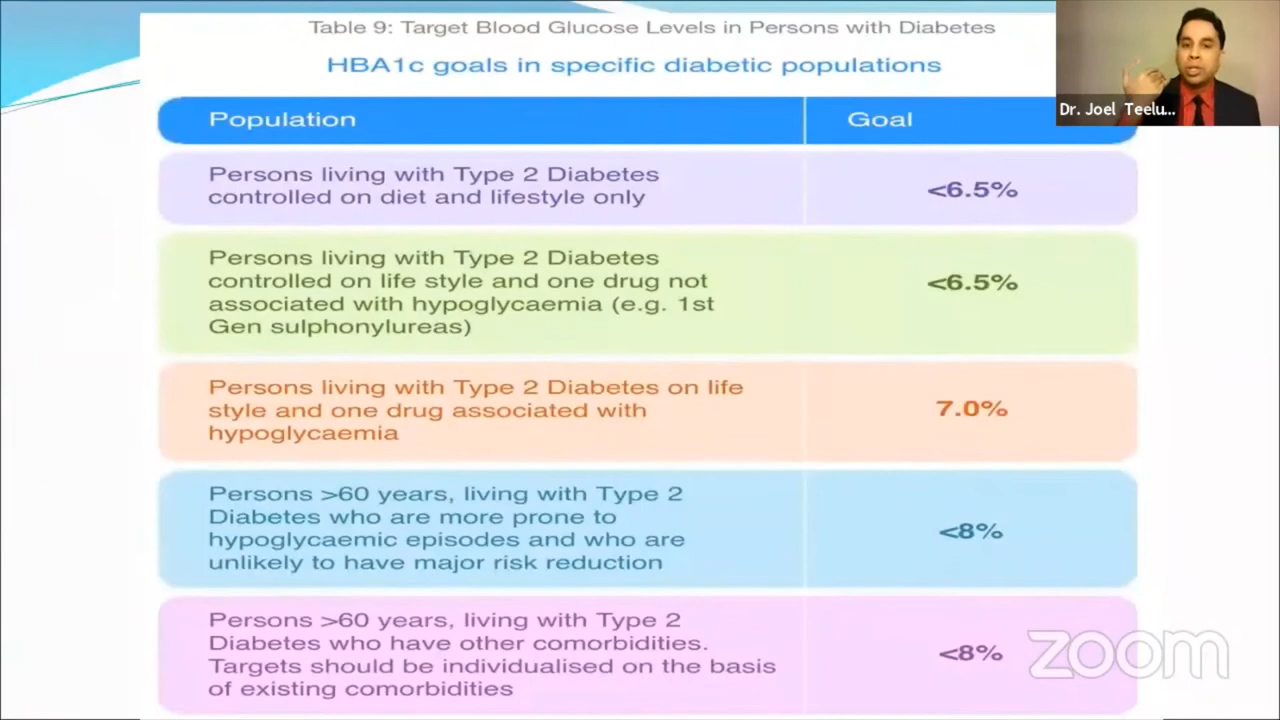 Table 9: Target Blood Glucose Levels in Persons with Diabetes
HBA1c goals in specific diabetic populations
Dr. Joel Teelu...
Population
Goal
Persons living with Type 2 Diabetes
controlled on diet and lifestyle only
<6.5%
Persons living with Type 2 Diabetes
controlled on life style and one drug not
associated with hypoglycaemia (e.g. 1st
Gen sulphonylureas)
<6.5%
Persons living with Type 2 Diabetes on life
style and one drug associated with
hypoglycaemia
7.0%
Persons >60 years, living with Type 2
Diabetes who are more prone to
hypoglycaemic episodes and who are
unlikely to have major risk reduction
<8%
Persons >60 years, living with Type 2
Diabetes who have other comorbidities.
Targets should be individualised on the basis
of existing comorbidities
<8%
zoom